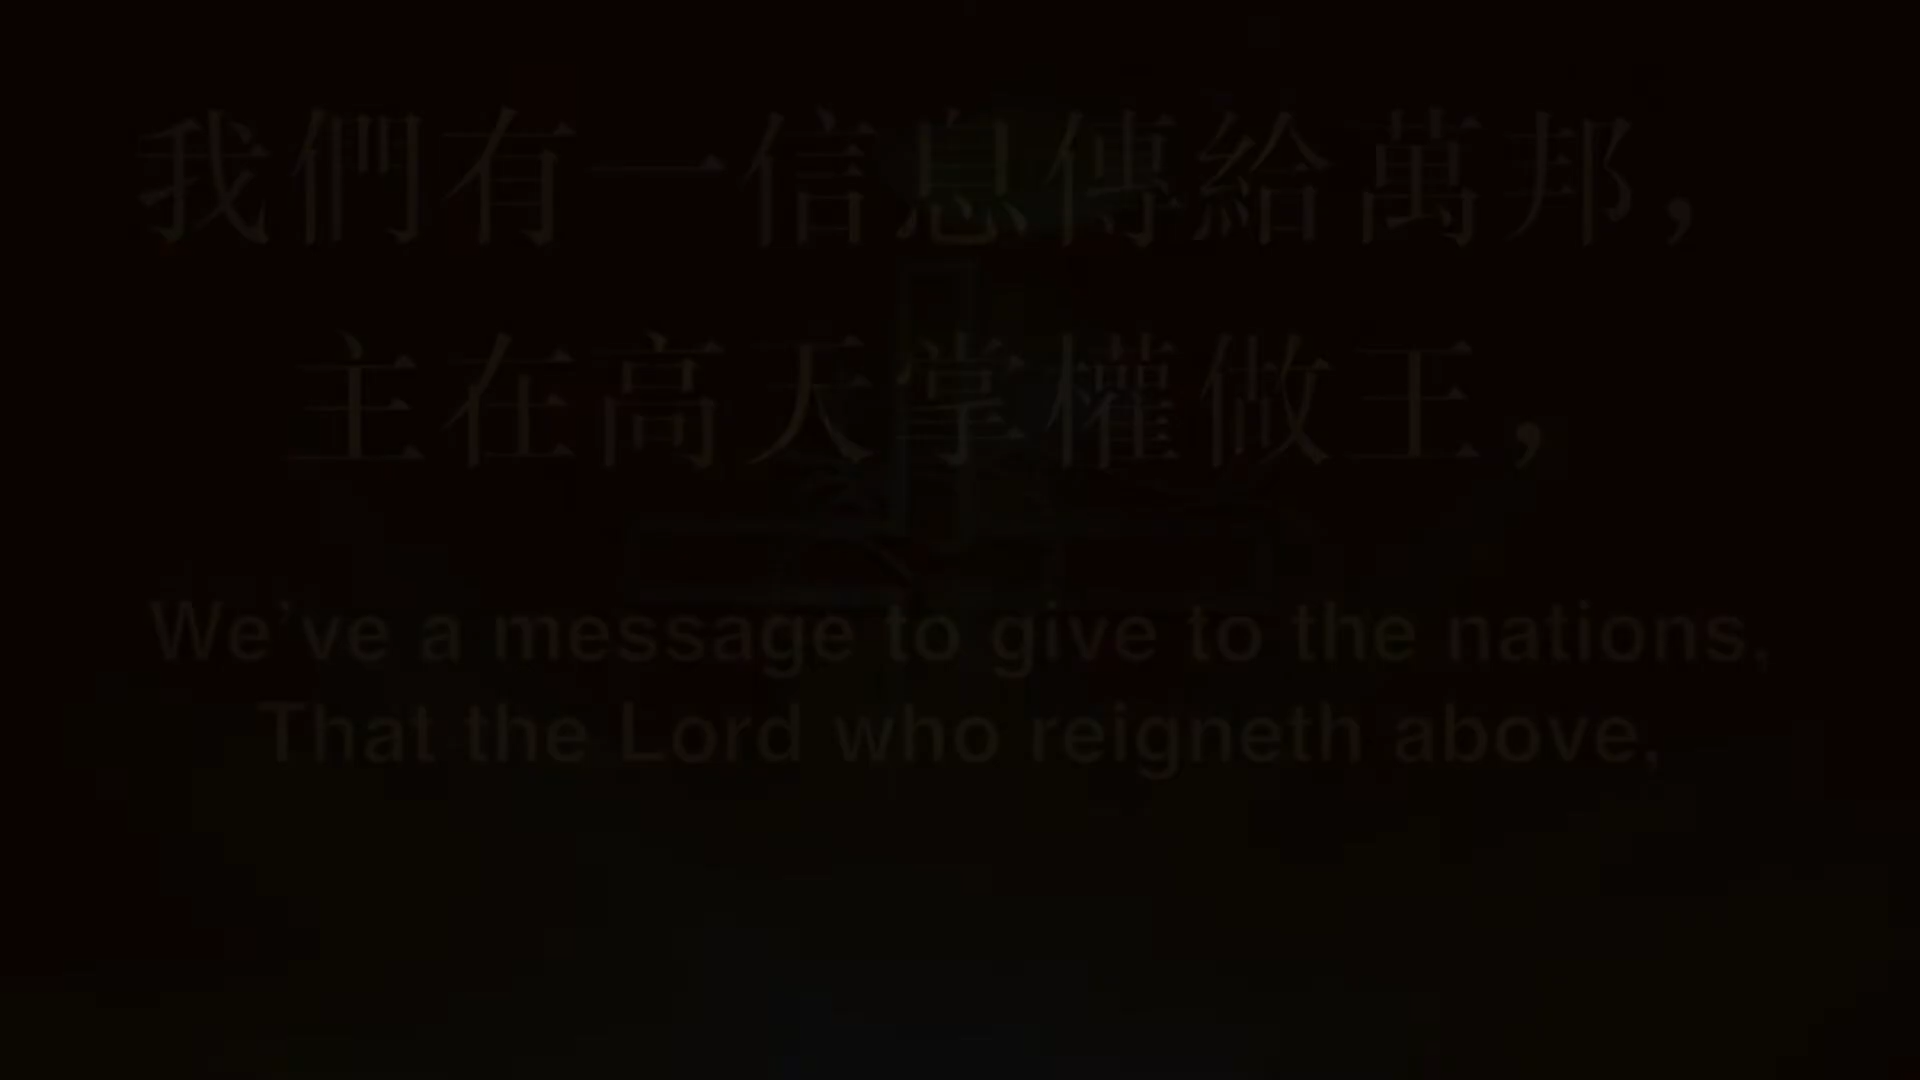 我們有一信息傳給萬邦，
主在高天掌權做王，
We've a message to give to the nations,
That the Lord who reigneth above,